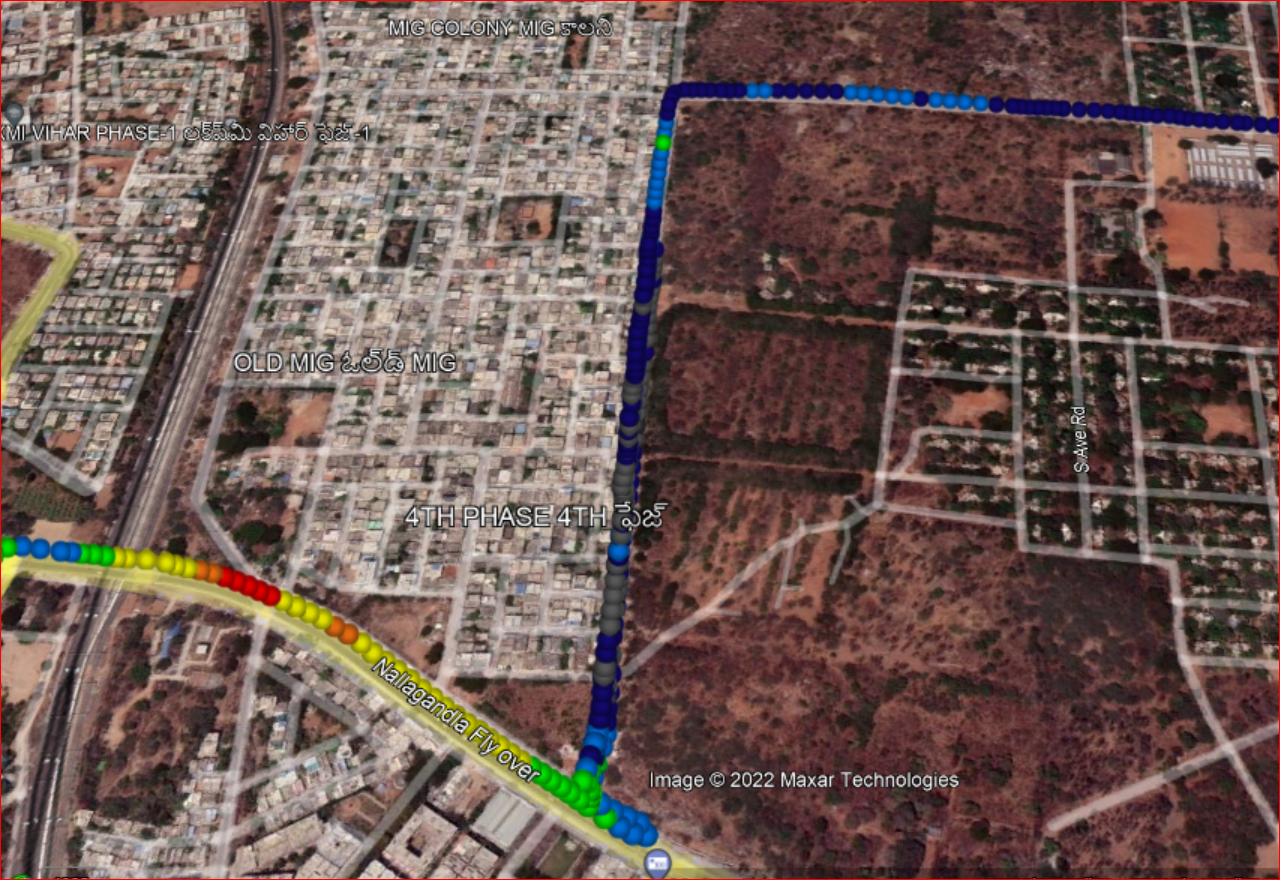 MIG COLONY MIG కాలనీ
XMI VIHAR PHASE-1 లక్ష్మి విహార్ ఫేజ్-1
OLD MIG ఓల్డ్ MIG
S Ave Rd
4TH PHASE 4TH ఫేజ్
Nallagandla Fly over
Image © 2022 Maxar Technologies